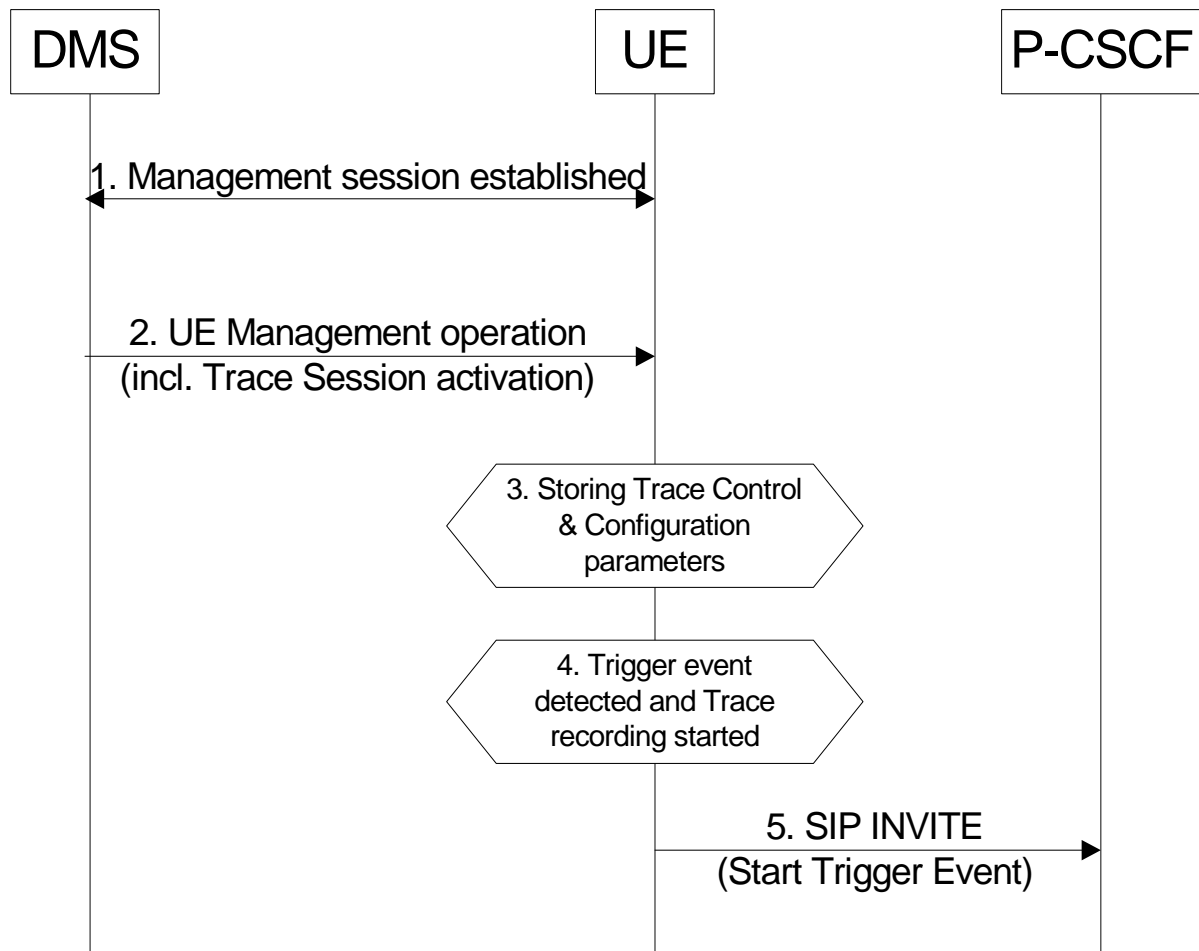 DMS
UE
P-CSCF
1. Management session established
2. UE Management operation
(incl. Trace Session activation)
3. Storing Trace Control
& Configuration
parameters
4. Trigger event
detected and Trace
recording started
5. SIP INVITE
(Start Trigger Event)